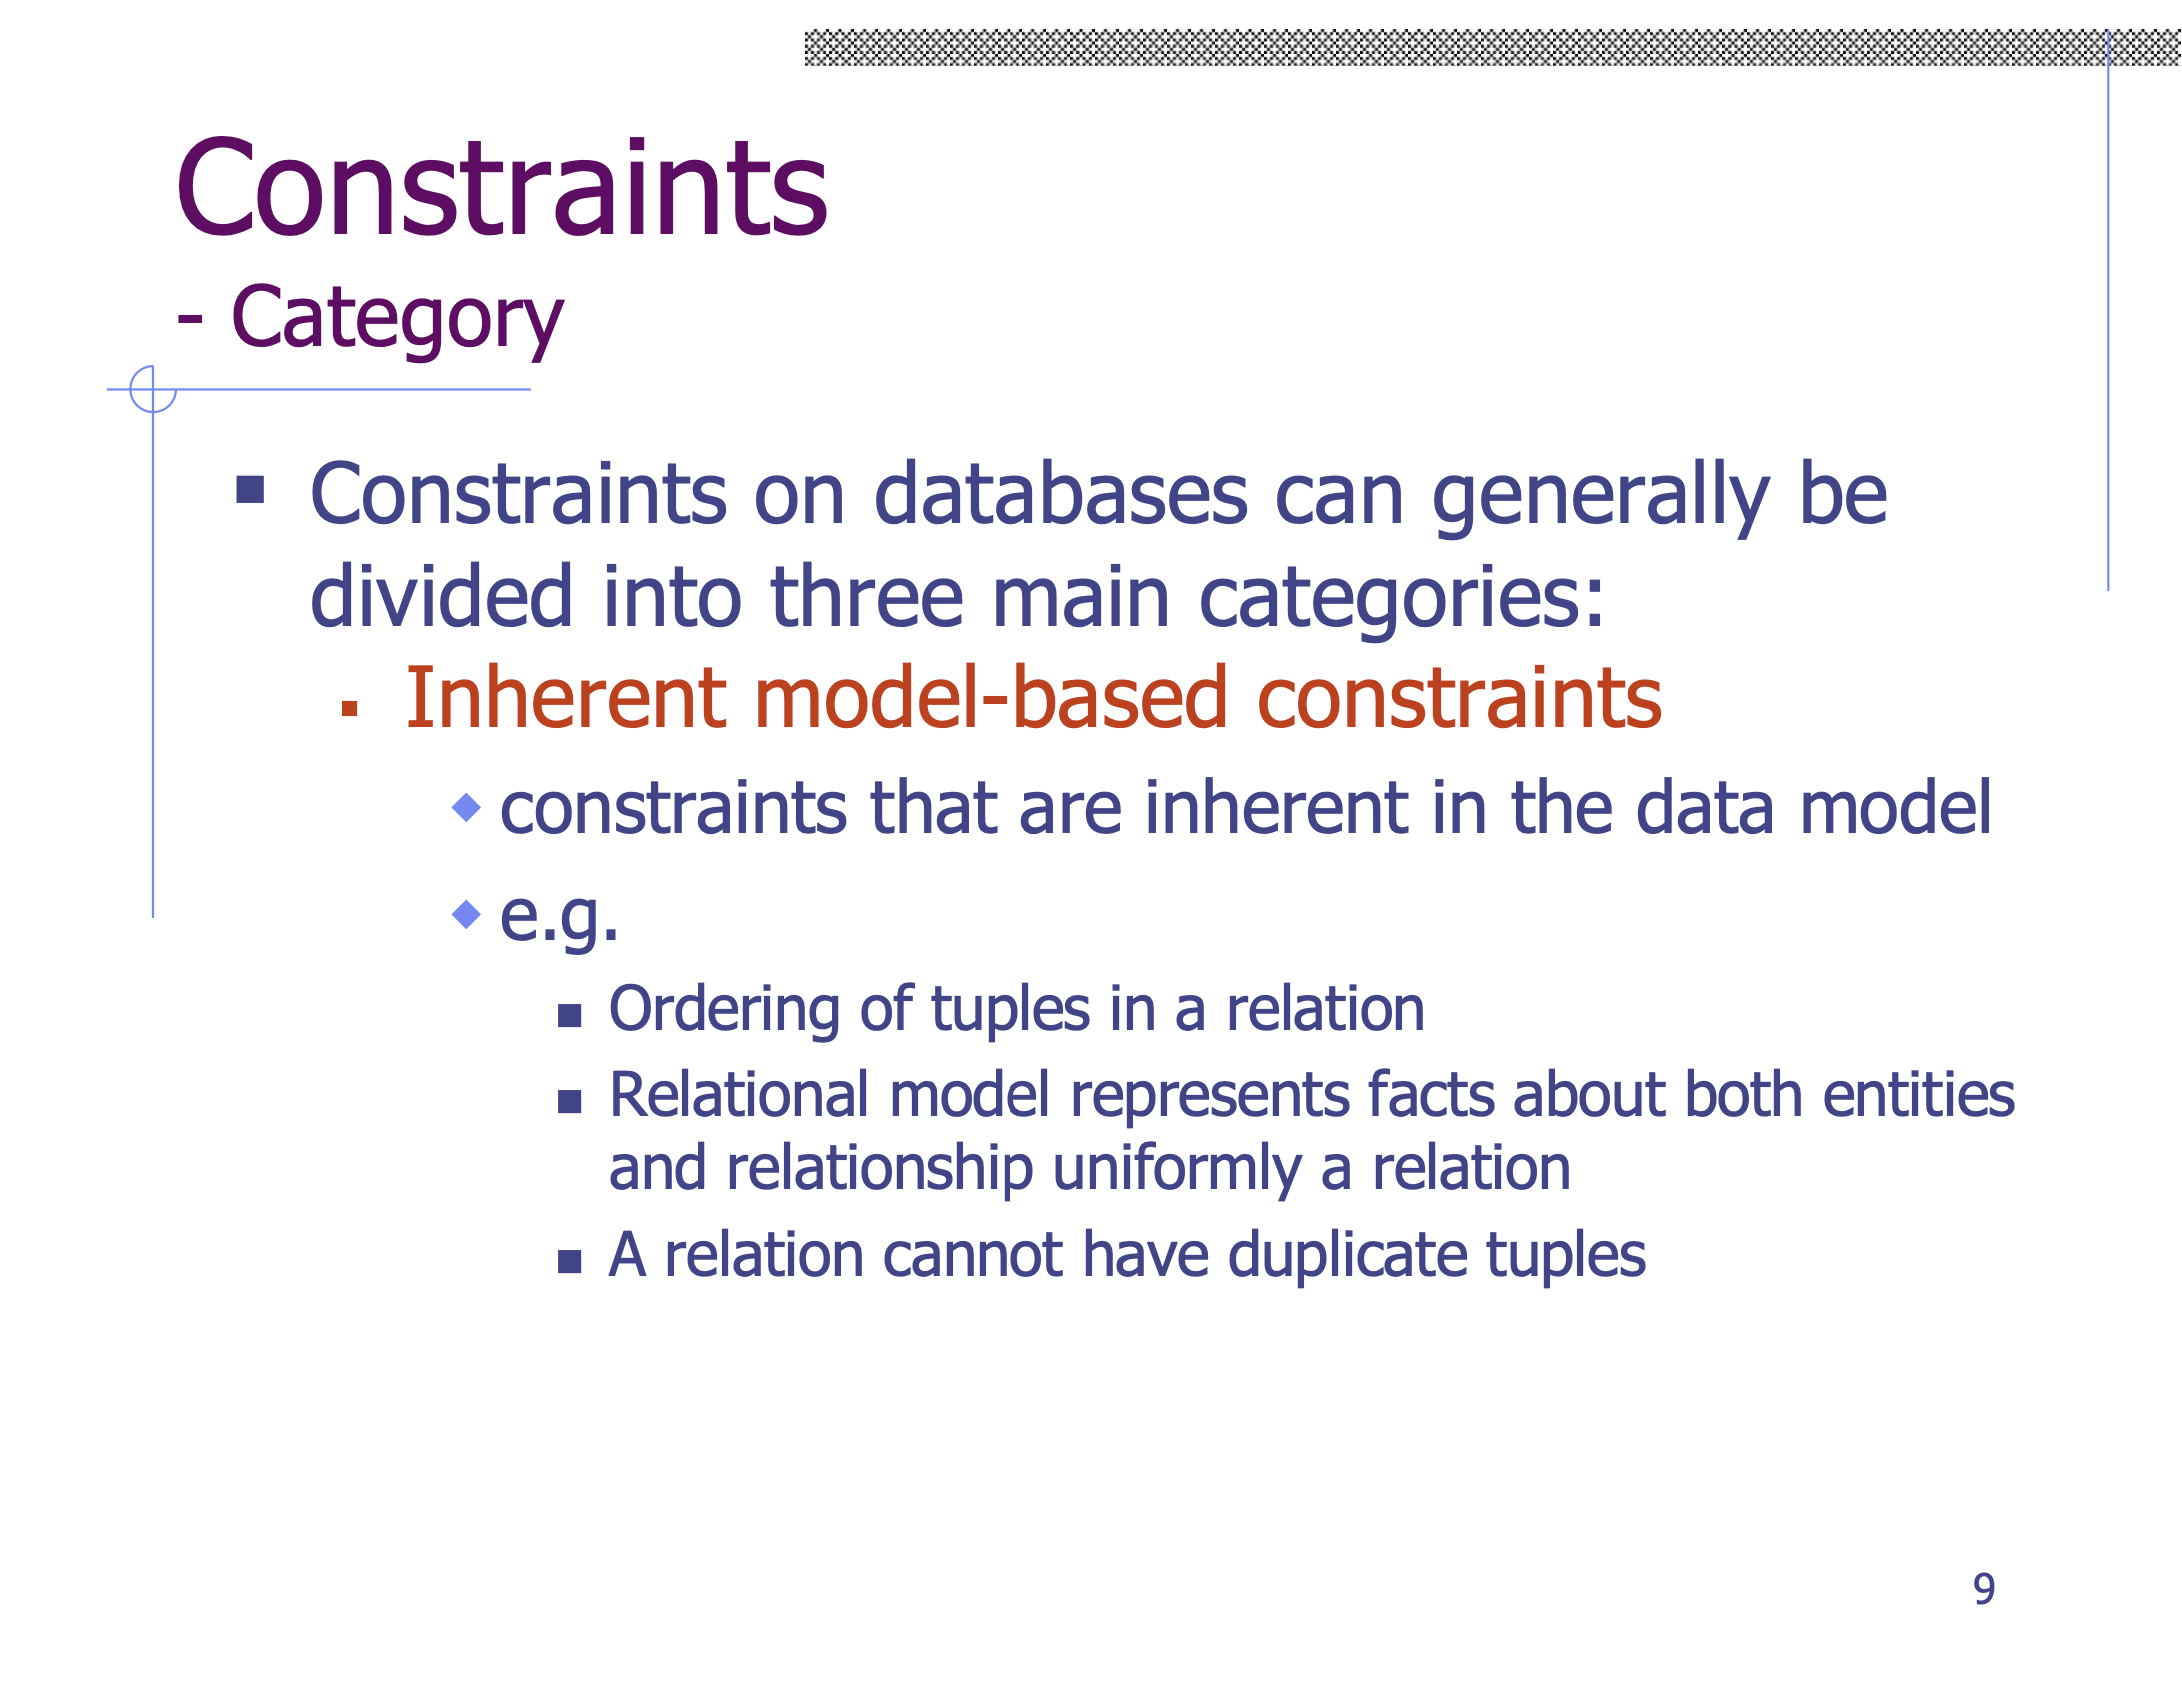 Constraints
- Category
Constraints on databases can generally be
divided into three main categories:
Inherent model-based constraints
constraints that are inherent in the data model
e.g.
Ordering of tuples in a relation
Relational model represents facts about both entities
and relationship uniformly a relation
A relation cannot have duplicate tuples
9